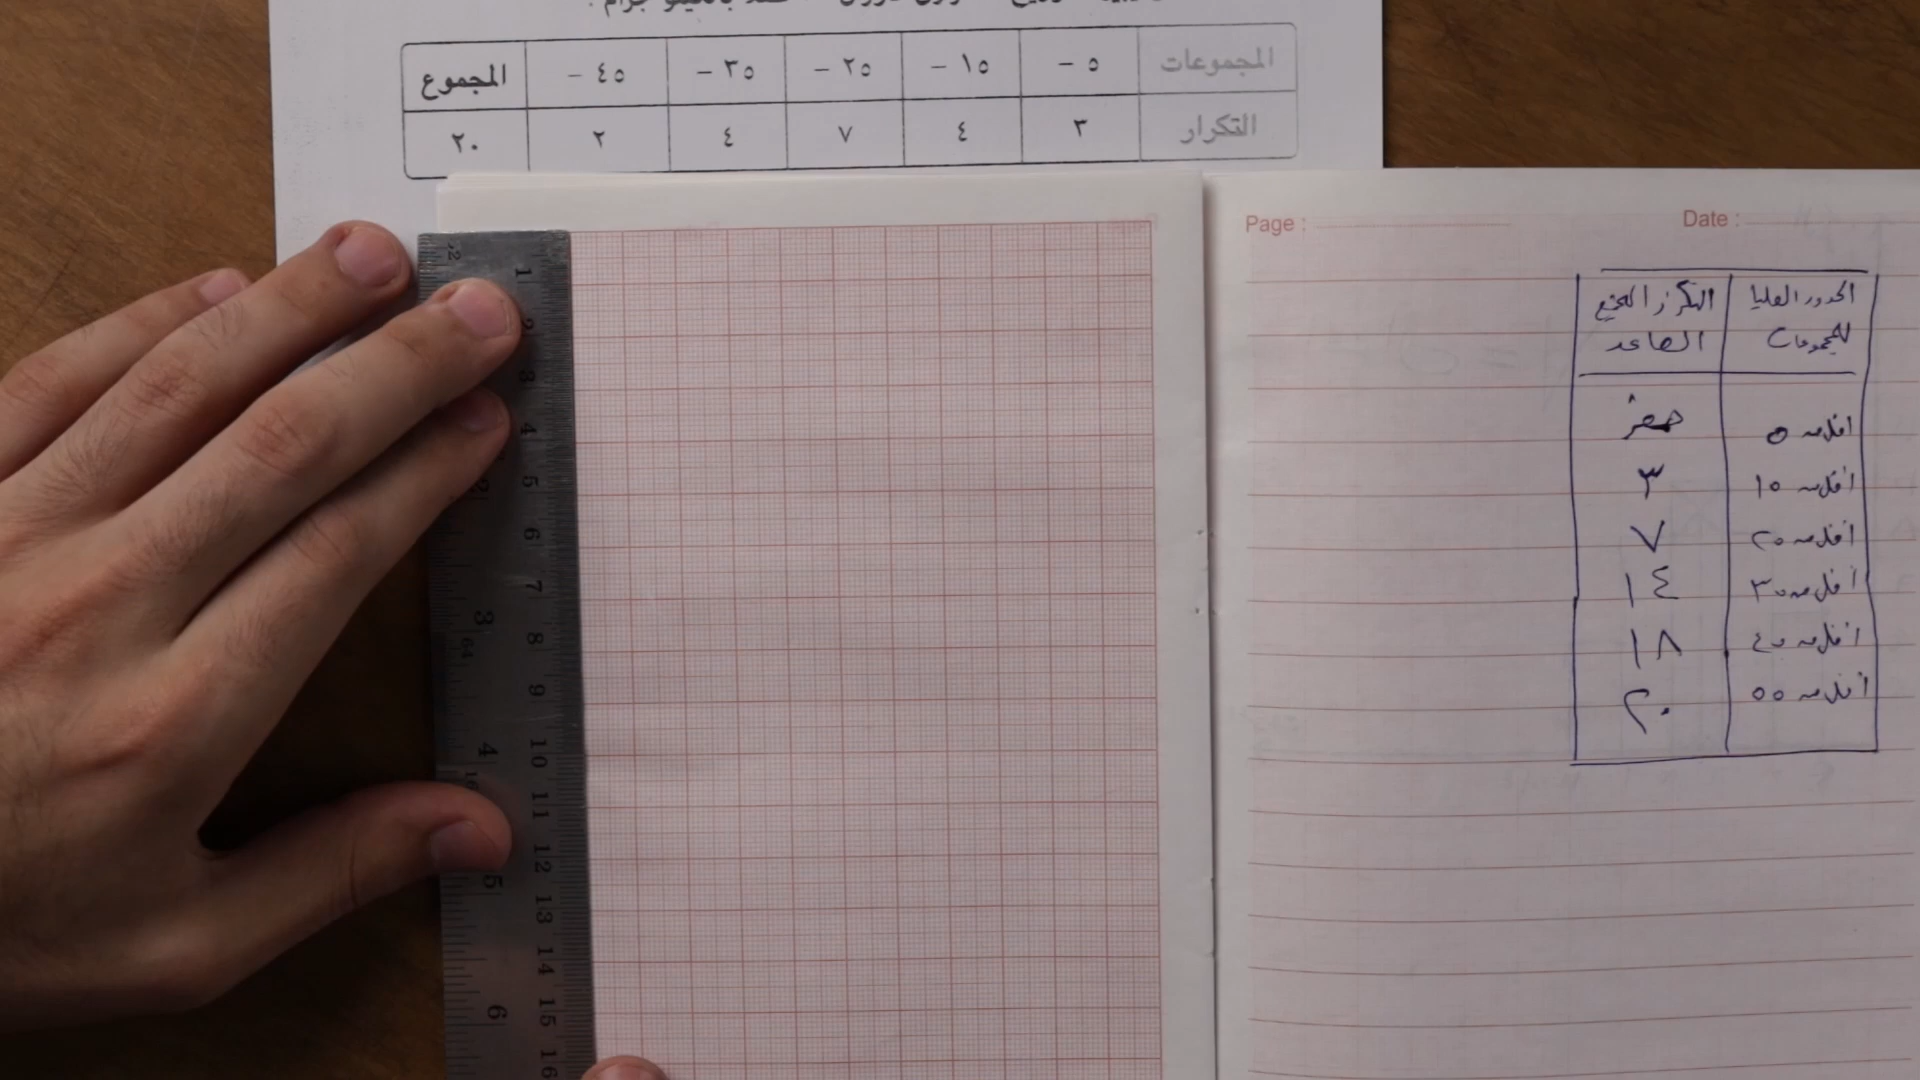 المجموعات ٥ - ١٥ - ٢٥ - ٣٥ - ٤٥ - المجموع
التكرار ٣ ٤ ٧ ٤ ٢ ٢٠
Page :
Date :
الحدود العليا التكرار المتجمع
للمجموعات الصاعد
أقل من ٥ صفر
أقل من ١٥ ٣
أقل من ٢٥ ٧
أقل من ٣٥ ١٤
أقل من ٤٥ ١٨
أقل من ٥٥ ٢٠
2
1
2
3
4
5
6
7
8
9
10
11
12
13
14
15
16
3
64
4
5
6